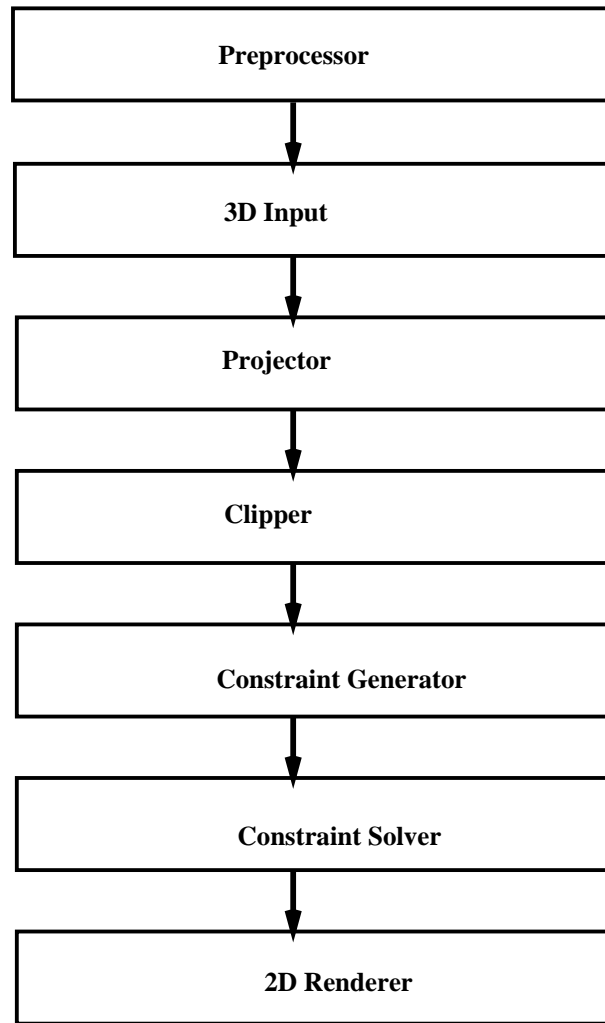 Preprocessor
3D Input
Projector
Clipper
Constraint Generator
Constraint Solver
2D Renderer